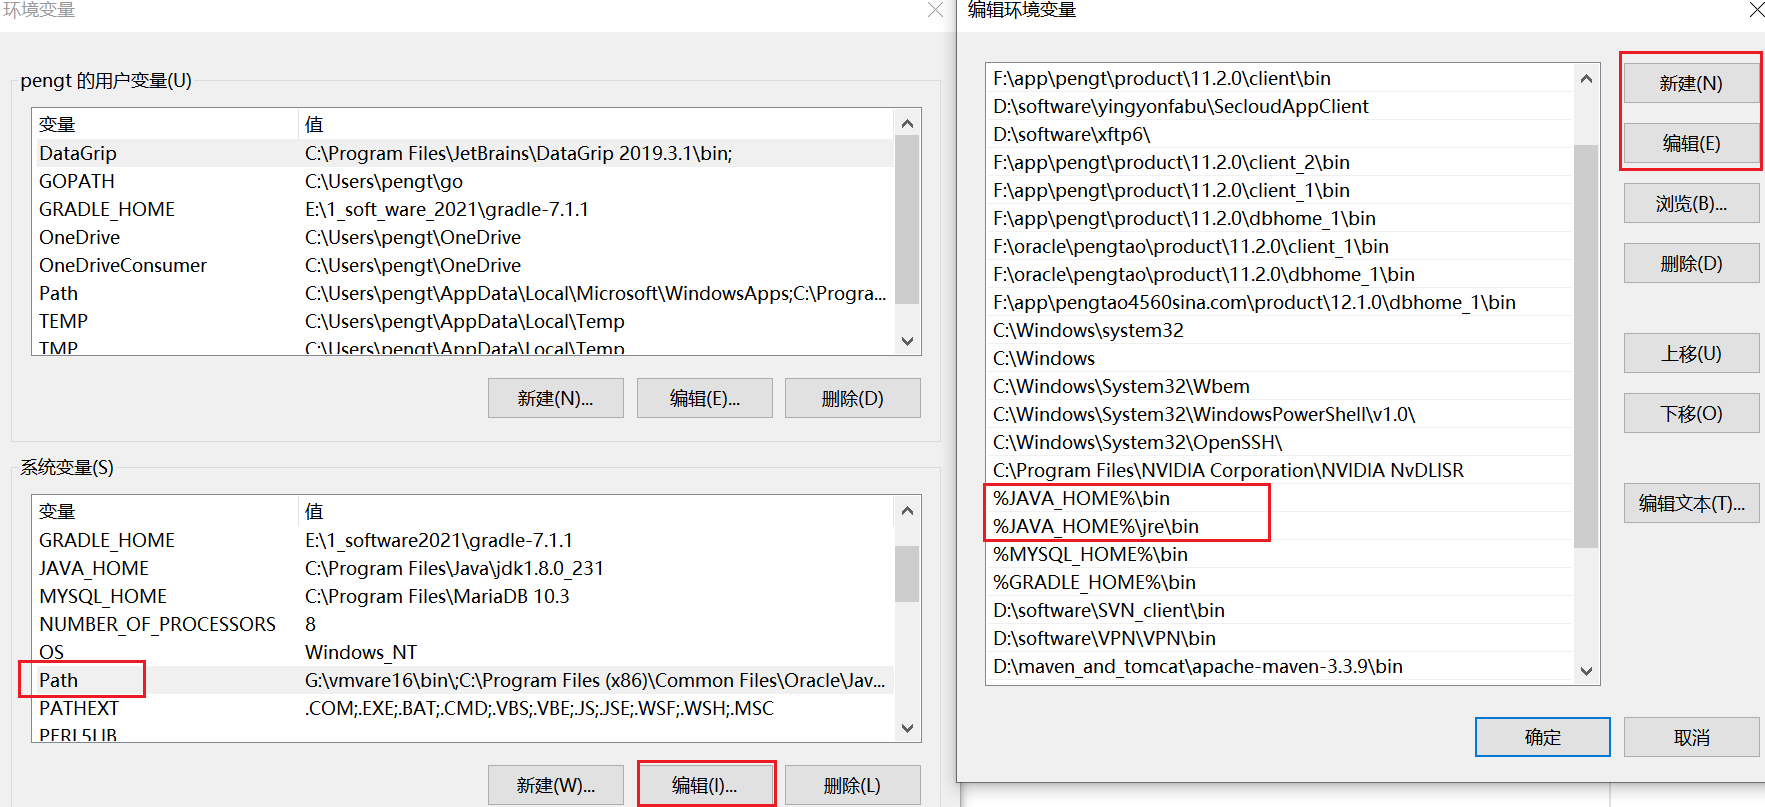 环境变量
pengt 的用户变量(U)
变量 值
DataGrip C:\Program Files\JetBrains\DataGrip 2019.3.1\bin;
GOPATH C:\Users\pengt\go
GRADLE_HOME E:\1_soft_ware_2021\gradle-7.1.1
OneDrive C:\Users\pengt\OneDrive
OneDriveConsumer C:\Users\pengt\OneDrive
Path C:\Users\pengt\AppData\Local\Microsoft\WindowsApps;C:\Progra...
TEMP C:\Users\pengt\AppData\Local\Temp
TMP C:\Users\pengt\AppData\Local\Temp
新建(N)... 编辑(E)... 删除(D)
系统变量(S)
变量 值
GRADLE_HOME E:\1_software2021\gradle-7.1.1
JAVA_HOME C:\Program Files\Java\jdk1.8.0_231
MYSQL_HOME C:\Program Files\MariaDB 10.3
NUMBER_OF_PROCESSORS 8
OS Windows_NT
Path G:\vmvare16\bin\;C:\Program Files (x86)\Common Files\Oracle\Jav...
PATHEXT .COM;.EXE;.BAT;.CMD;.VBS;.VBE;.JS;.JSE;.WSF;.WSH;.MSC
PERL5LIB
新建(W)... 编辑(I)... 删除(L)
编辑环境变量
F:\app\pengt\product\11.2.0\client\bin
D:\software\yingyonfabu\SecloudAppClient
D:\software\xftp6\
F:\app\pengt\product\11.2.0\client_2\bin
F:\app\pengt\product\11.2.0\client_1\bin
F:\app\pengt\product\11.2.0\dbhome_1\bin
F:\oracle\pengtao\product\11.2.0\client_1\bin
F:\oracle\pengtao\product\11.2.0\dbhome_1\bin
F:\app\pengtao4560sina.com\product\12.1.0\dbhome_1\bin
C:\Windows\system32
C:\Windows
C:\Windows\System32\Wbem
C:\Windows\System32\WindowsPowerShell\v1.0\
C:\Windows\System32\OpenSSH\
C:\Program Files\NVIDIA Corporation\NVIDIA NvDLISR
%JAVA_HOME%\bin
%JAVA_HOME%\jre\bin
%MYSQL_HOME%\bin
%GRADLE_HOME%\bin
D:\software\SVN_client\bin
D:\software\VPN\VPN\bin
D:\maven_and_tomcat\apache-maven-3.3.9\bin
新建(N)
编辑(E)
浏览(B)...
删除(D)
上移(U)
下移(O)
编辑文本(T)...
确定 取消